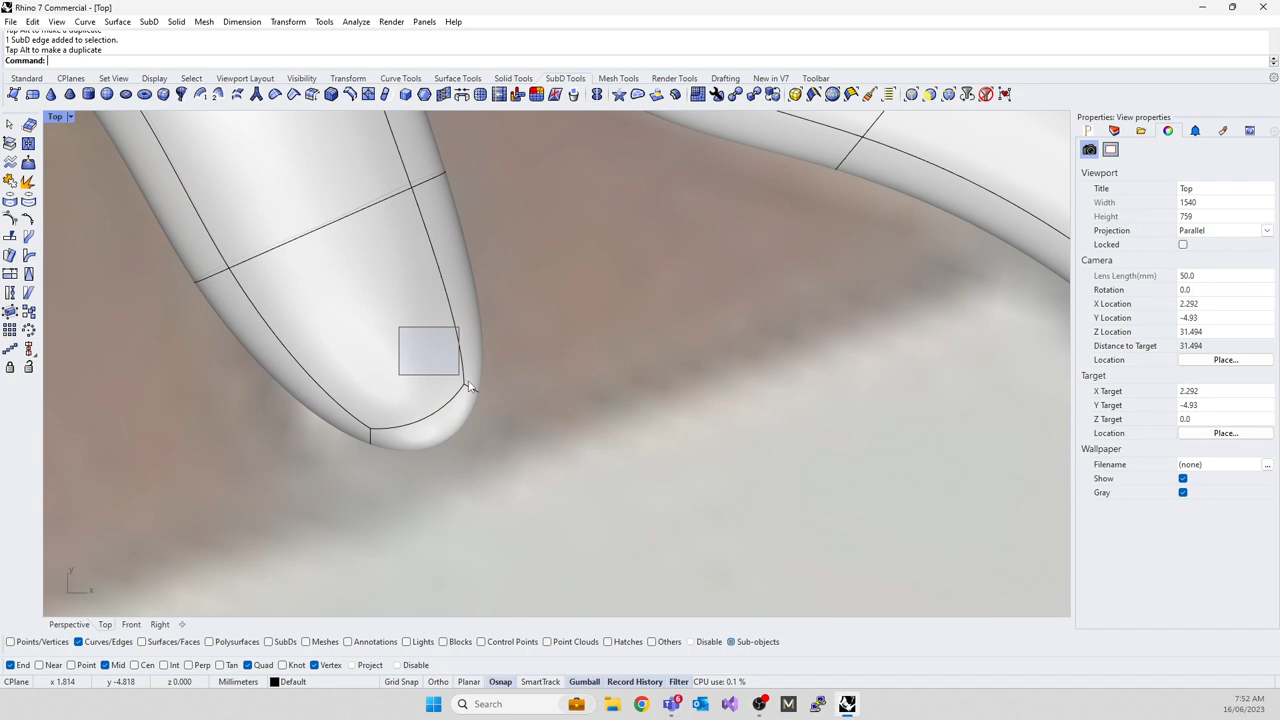 Rhino 7 Commercial - [Top]
File Edit View Curve Surface SubD Solid Mesh Dimension Transform Tools Analyze Render Panels Help
Tap Alt to make a duplicate
1 SubD edge added to selection.
Tap Alt to make a duplicate
Command:
Standard CPlanes Set View Display Select Viewport Layout Visibility Transform Curve Tools Surface Tools Solid Tools SubD Tools Mesh Tools Render Tools Drafting New in V7 Toolbar
Top
Properties: View properties
Viewport
Title Top
Width 1540
Height 759
Projection Parallel
Locked
Camera
Lens Length(mm) 50.0
Rotation 0.0
X Location 2.292
Y Location -4.93
Z Location 31.494
Distance to Target 31.494
Location Place...
Target
X Target 2.292
Y Target -4.93
Z Target 0.0
Location Place...
Wallpaper
Filename (none) ...
Show
Gray
y
x
Perspective Top Front Right
Points/Vertices Curves/Edges Surfaces/Faces Polysurfaces SubDs Meshes Annotations Lights Blocks Control Points Point Clouds Hatches Others Disable Sub-objects
End Near Point Mid Cen Int Perp Tan Quad Knot Vertex Project Disable
CPlane x 1.814 y -4.818 z 0.000 Millimeters Default Grid Snap Ortho Planar Osnap SmartTrack Gumball Record History Filter CPU use: 0.1 %
Search
6
M
7:52 AM
16/06/2023